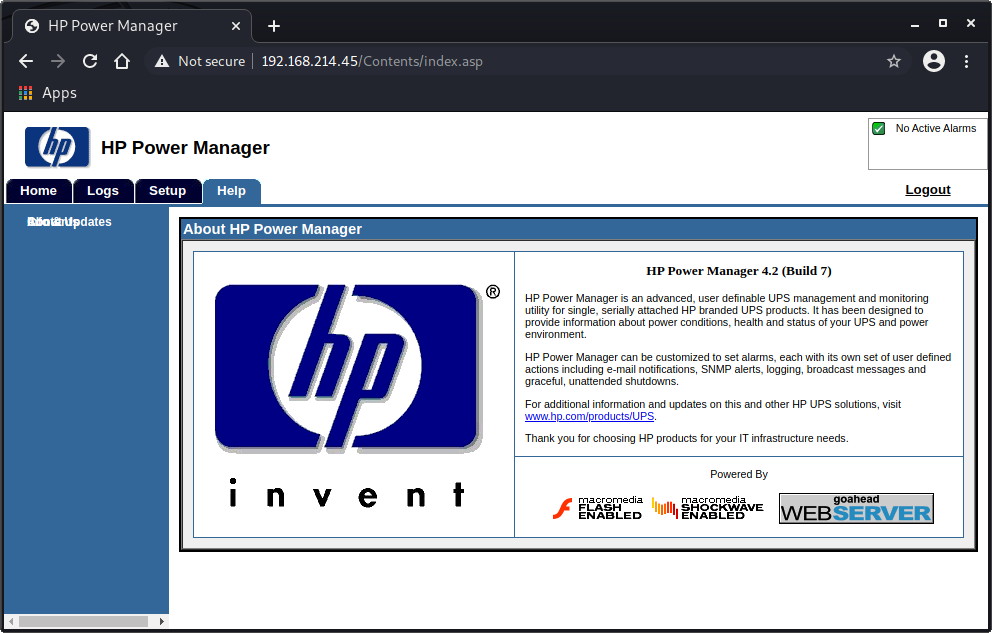 HP Power Manager
Not secure
192.168.214.45/Contents/index.asp
Apps
hp
HP Power Manager
No Active Alarms
Home
Logs
Setup
Help
Logout
Updates
About HP Power Manager
hp
®
invent
HP Power Manager 4.2 (Build 7)
HP Power Manager is an advanced, user definable UPS management and monitoring
utility for single, serially attached HP branded UPS products. It has been designed to
provide information about power conditions, health and status of your UPS and power
environment.
HP Power Manager can be customized to set alarms, each with its own set of user defined
actions including e-mail notifications, SNMP alerts, logging, broadcast messages and
graceful, unattended shutdowns.
For additional information and updates on this and other HP UPS solutions, visit
www.hp.com/products/UPS.
Thank you for choosing HP products for your IT infrastructure needs.
Powered By
macromedia
FLASH
ENABLED
macromedia
SHOCKWAVE
ENABLED
goahead
WEBSERVER